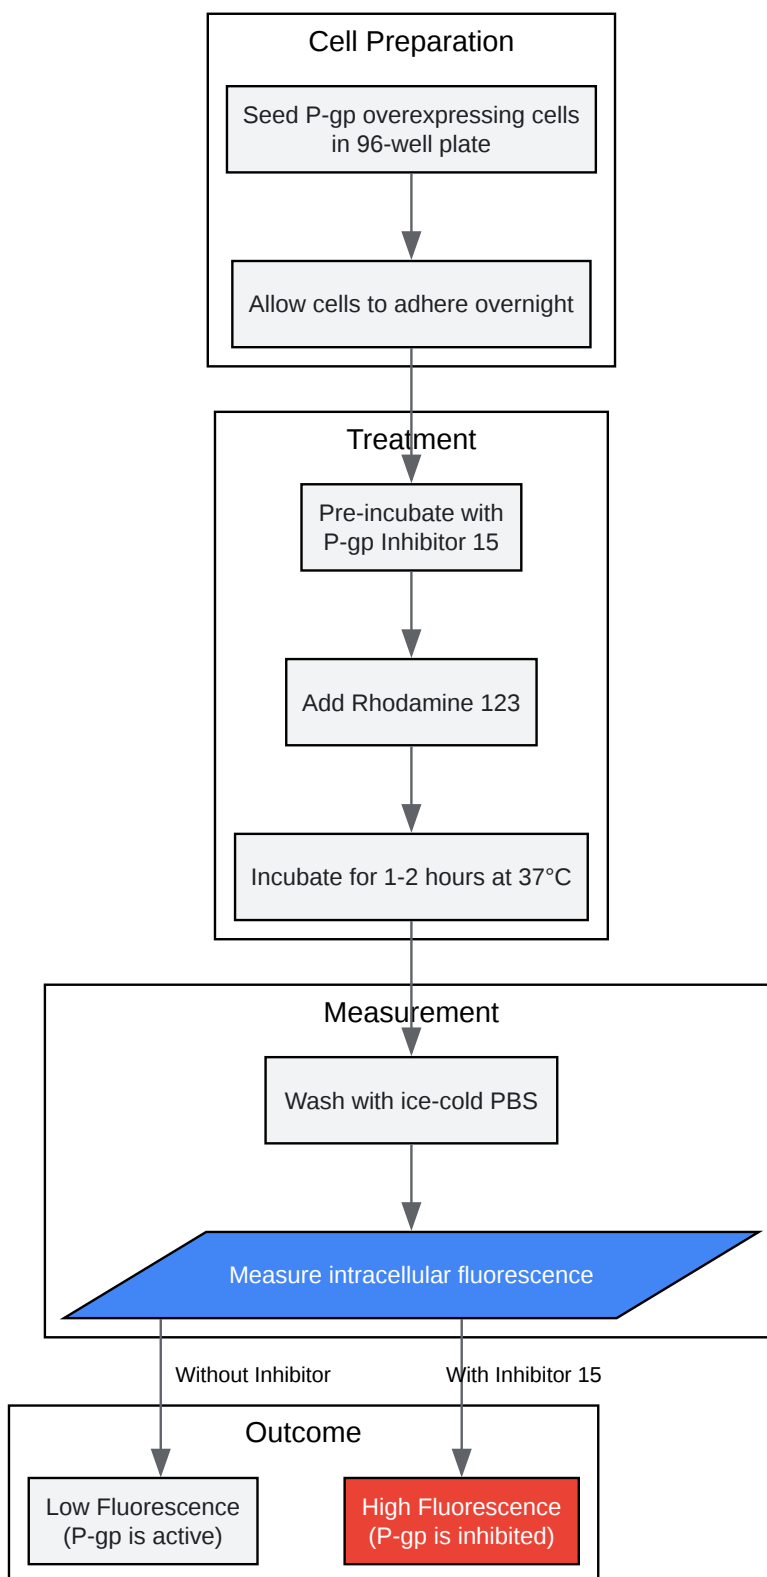 Cell Preparation
Seed P-gp overexpressing cells
in 96-well plate
Allow cells to adhere overnight
Treatment
Pre-incubate with
P-gp Inhibitor 15
Add Rhodamine 123
Incubate for 1-2 hours at 37°C
Measurement
Wash with ice-cold PBS
Measure intracellular fluorescence
Without Inhibitor
With Inhibitor 15
Outcome
Low Fluorescence
(P-gp is active)
High Fluorescence
(P-gp is inhibited)